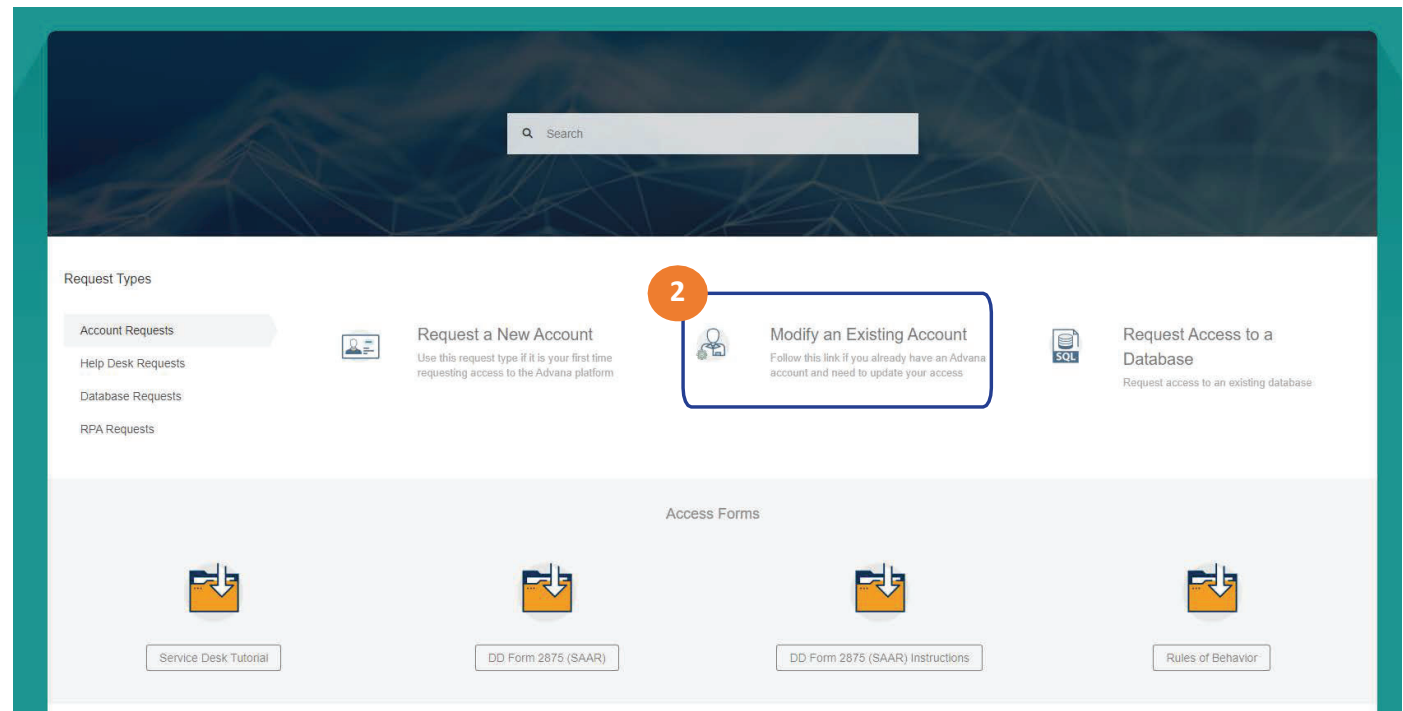 Search
Request Types
Account Requests
Help Desk Requests
Database Requests
RPA Requests
Request a New Account
Use this request type if it is your first time
requesting access to the Advana platform
2
Modify an Existing Account
Follow this link if you already have an Advana
account and need to update your access
SQL
Request Access to a
Database
Request access to an existing database
Access Forms
Service Desk Tutorial
DD Form 2875 (SAAR)
DD Form 2875 (SAAR) Instructions
Rules of Behavior